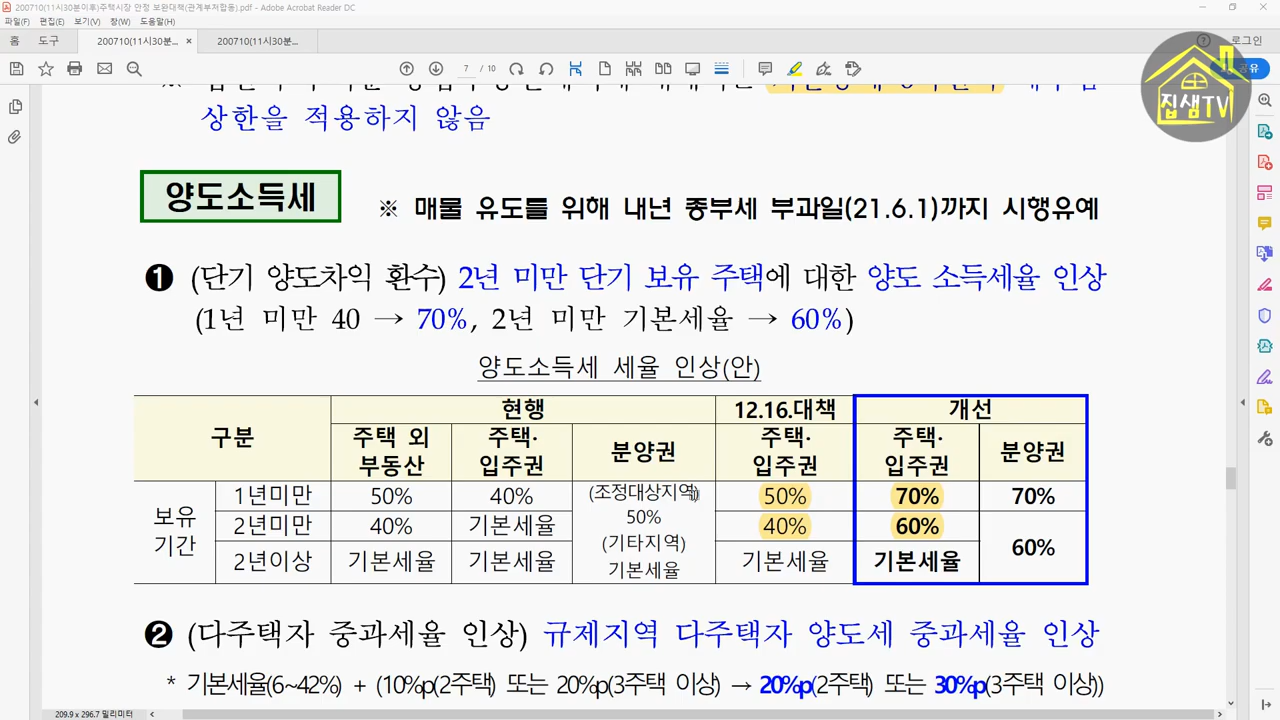 200710(11시30분이후)주택시장 안정 보완대책(관계부처합동).pdf - Adobe Acrobat Reader DC
파일(F) 편집(E) 보기(V) 창(W) 도움말(H)
홈 도구 200710(11시30분... × 200710(11시30분... 로그인
7 / 10 공유
집샘TV
상한을 적용하지 않음
양도소득세 ※ 매물 유도를 위해 내년 종부세 부과일(21.6.1)까지 시행유예
❶ (단기 양도차익 환수) 2년 미만 단기 보유 주택에 대한 양도 소득세율 인상
(1년 미만 40 → 70%, 2년 미만 기본세율 → 60%)
양도소득세 세율 인상(안)
구분 현행 12.16.대책 개선
주택 외 부동산 주택·입주권 분양권 주택·입주권 주택·입주권 분양권
보유기간 1년미만 50% 40% (조정대상지역) 50% (기타지역) 기본세율 50% 70% 70%
2년미만 40% 기본세율 40% 60% 60%
2년이상 기본세율 기본세율 기본세율 기본세율
❷ (다주택자 중과세율 인상) 규제지역 다주택자 양도세 중과세율 인상
* 기본세율(6~42%) + (10%p(2주택) 또는 20%p(3주택 이상) → 20%p(2주택) 또는 30%p(3주택 이상))
209.9 x 296.7 밀리미터